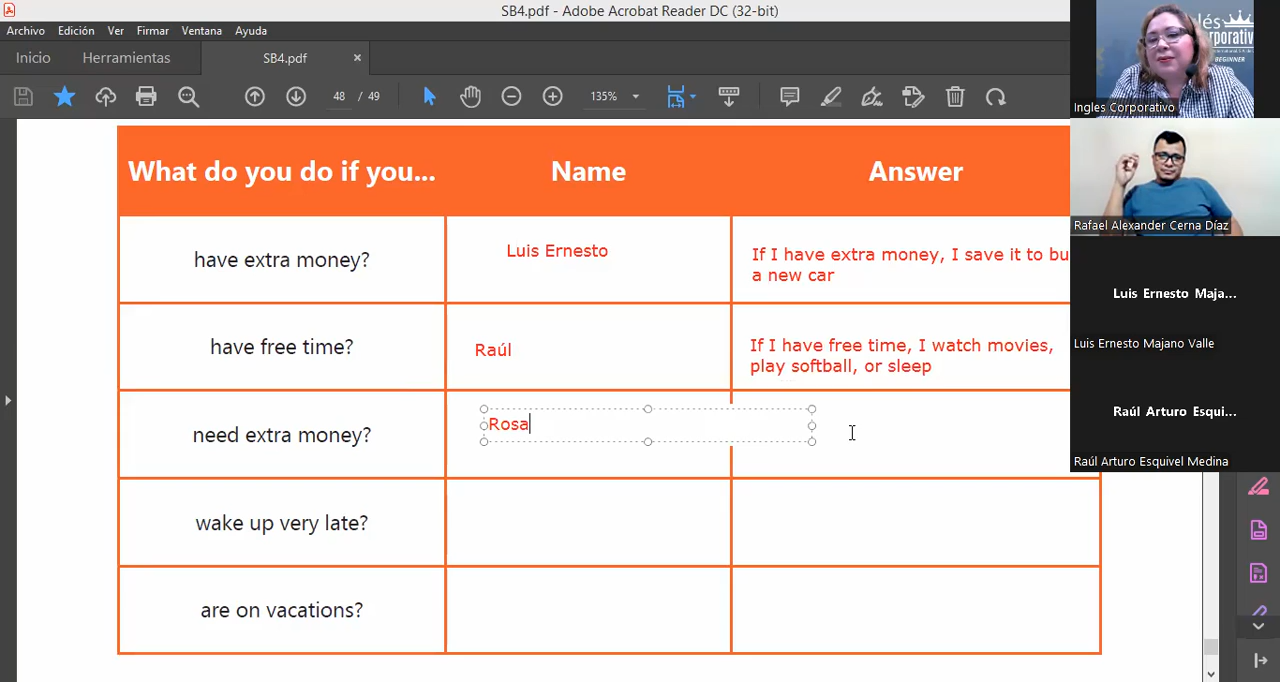 SB4.pdf - Adobe Acrobat Reader DC (32-bit)
Archivo Edición Ver Firmar Ventana Ayuda
Inicio Herramientas SB4.pdf ×
48 / 49 135%
What do you do if you... Name Answer
have extra money? Luis Ernesto If I have extra money, I save it to bu
a new car
have free time? Raúl If I have free time, I watch movies,
play softball, or sleep
need extra money? Rosa
wake up very late?
are on vacations?
lés
orporativ
BEGINNER
Ingles Corporativo
Rafael Alexander Cerna Díaz
Luis Ernesto Maja...
Luis Ernesto Majano Valle
Raúl Arturo Esqui...
Raúl Arturo Esquivel Medina